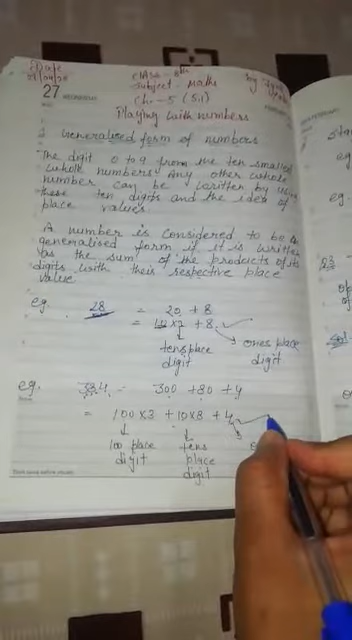 Date
27 WEDNESDAY
Class - 8th
Subject - Maths
Ch - 5 (5.1)
by
Playing with numbers
Generalised form of numbers
The digit 0 to 9 from the ten smallest
whole numbers. Any other whole
number can be written by using
these ten digits and the idea of
place values
A number is considered to be a
generalised form if it is written
as the sum of the products of its
digits with their respective place
value
eg. 28 = 20 + 8
= 10x2 + 8
tens place digit
ones place digit
eg. 384 - 300 + 80 + 4
= 100 x 3 + 10 x 8 + 4
100 place digit
tens place digit